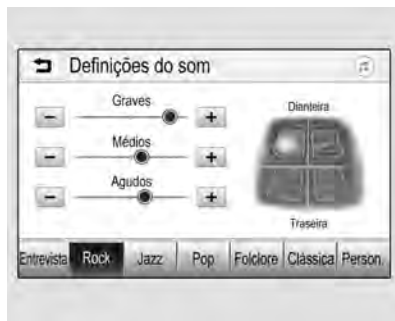 Definições do som
Graves
Médios
Agudos
Dianteira
Traseira
Entrevista Rock Jazz Pop Folclore Clássica Person.